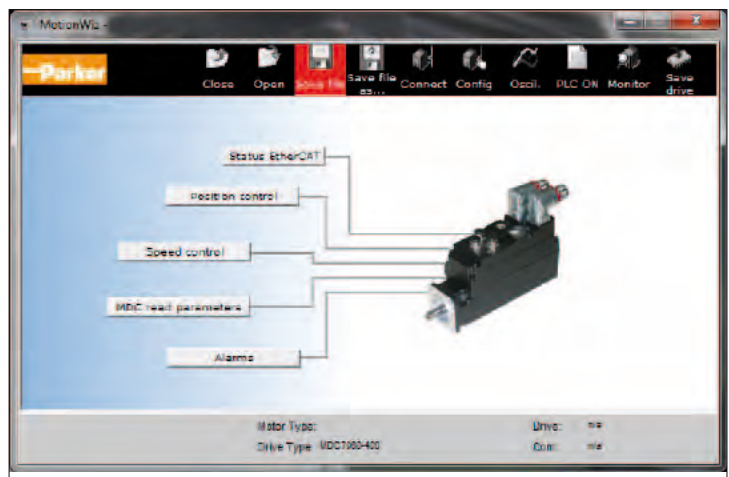 MotionWiz -
Parker
Close Open Save file Save file as... Connect Config Oscil. PLC ON Monitor Save drive
Status EtherCAT
Position control
Speed control
MDC read parameters
Alarms
Motor Type: Drive: n/a
Drive Type: Com: n/a